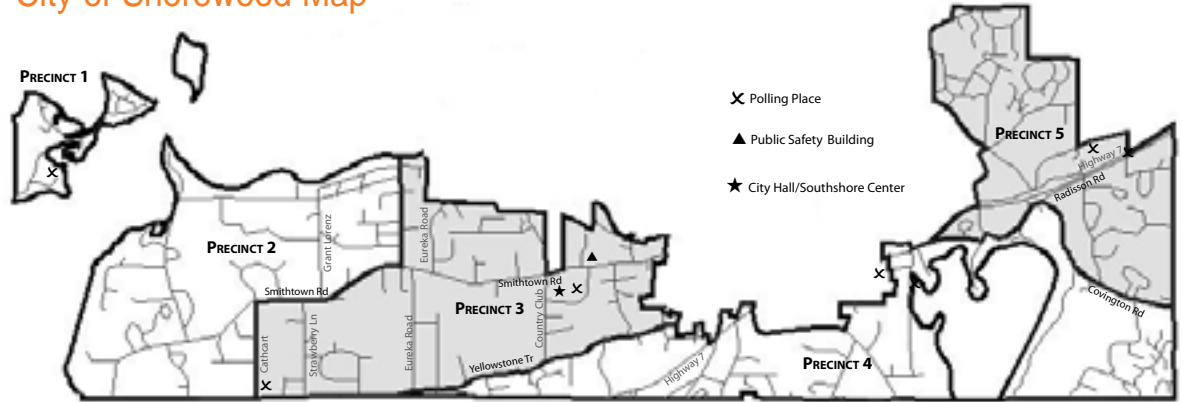 City of Shorewood Map
PRECINCT 1
Polling Place
Public Safety Building
City Hall/Southshore Center
PRECINCT 5
Highway 7
Radisson Rd
PRECINCT 2
Grant Lorenz
Eureka Road
Smithtown Rd
Smithtown Rd
PRECINCT 3
Country Club
Covington Rd
Cathcart
Strawberry Ln
Eureka Road
Yellowstone Tr
Highway 7
PRECINCT 4